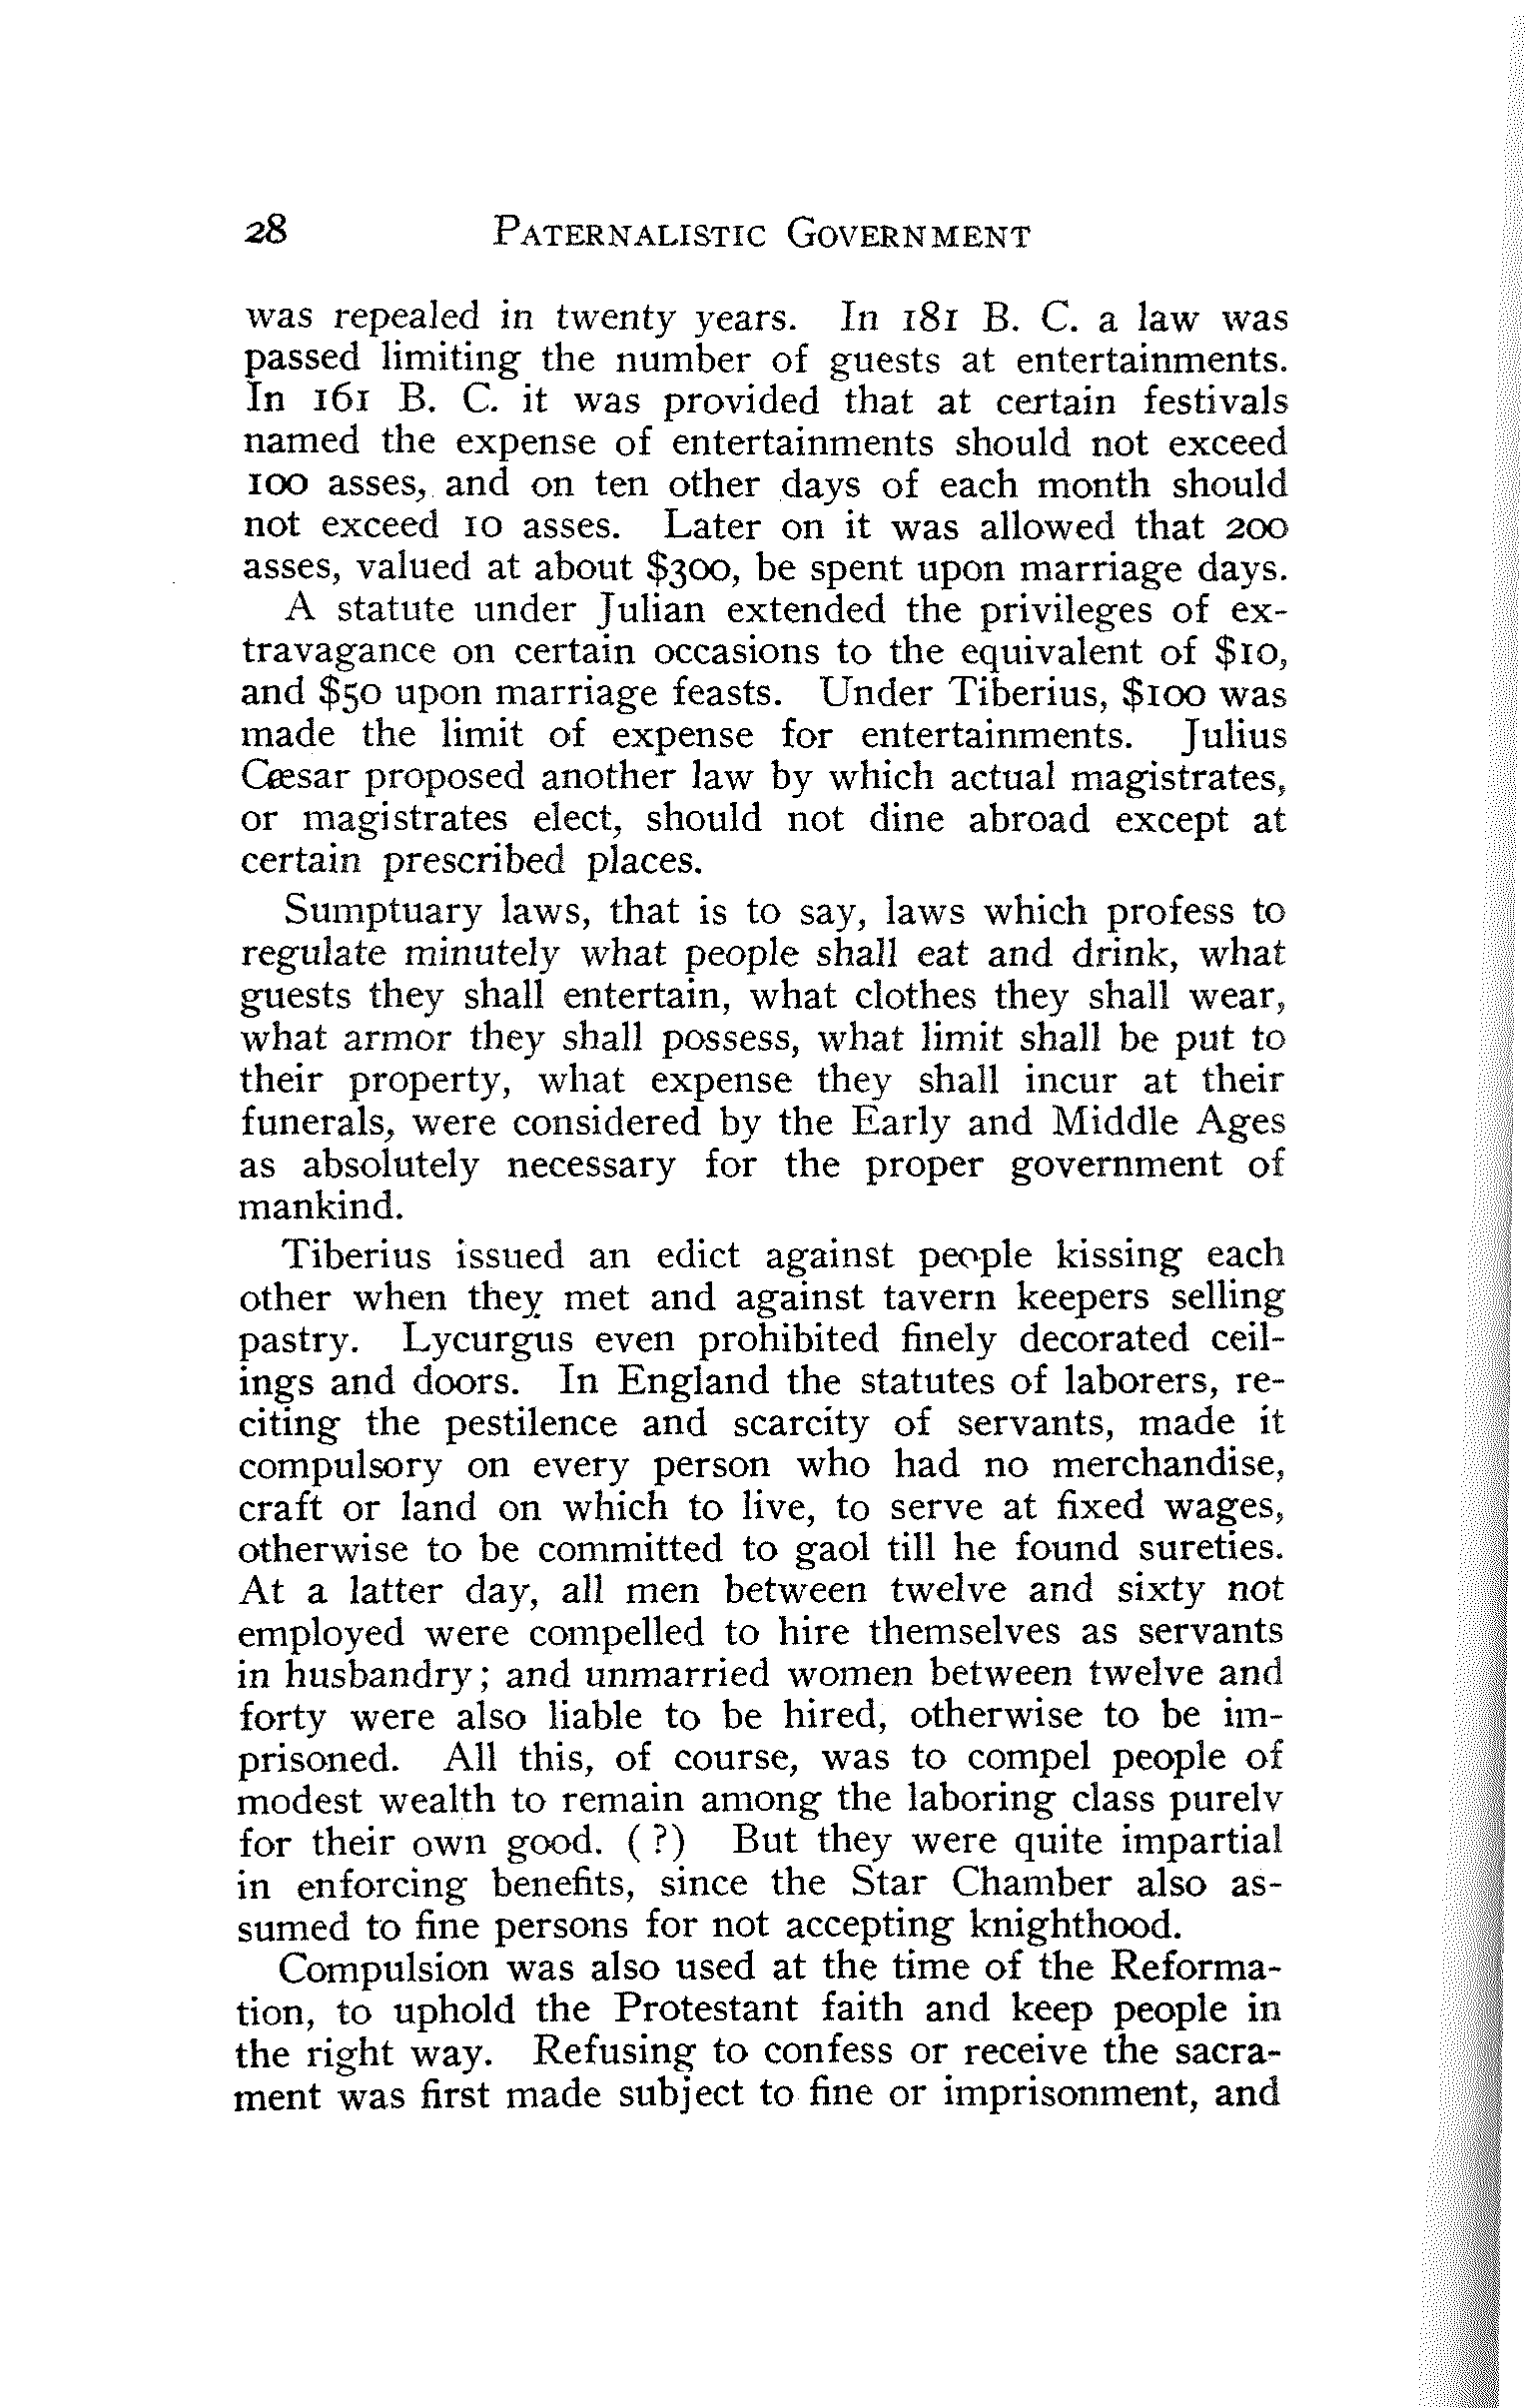 28 PATERNALISTIC GOVERNMENT
was repealed in twenty years. In 181 B. C. a law was
passed limiting the number of guests at entertainments.
In 161 B. C. it was provided that at certain festivals
named the expense of entertainments should not exceed
100 asses, and on ten other days of each month should
not exceed 10 asses. Later on it was allowed that 200
asses, valued at about $300, be spent upon marriage days.
A statute under Julian extended the privileges of ex-
travagance on certain occasions to the equivalent of $10,
and $50 upon marriage feasts. Under Tiberius, $100 was
made the limit of expense for entertainments. Julius
Cæsar proposed another law by which actual magistrates,
or magistrates elect, should not dine abroad except at
certain prescribed places.
Sumptuary laws, that is to say, laws which profess to
regulate minutely what people shall eat and drink, what
guests they shall entertain, what clothes they shall wear,
what armor they shall possess, what limit shall be put to
their property, what expense they shall incur at their
funerals, were considered by the Early and Middle Ages
as absolutely necessary for the proper government of
mankind.
Tiberius issued an edict against people kissing each
other when they met and against tavern keepers selling
pastry. Lycurgus even prohibited finely decorated ceil-
ings and doors. In England the statutes of laborers, re-
citing the pestilence and scarcity of servants, made it
compulsory on every person who had no merchandise,
craft or land on which to live, to serve at fixed wages,
otherwise to be committed to gaol till he found sureties.
At a latter day, all men between twelve and sixty not
employed were compelled to hire themselves as servants
in husbandry; and unmarried women between twelve and
forty were also liable to be hired, otherwise to be im-
prisoned. All this, of course, was to compel people of
modest wealth to remain among the laboring class purely
for their own good. (?) But they were quite impartial
in enforcing benefits, since the Star Chamber also as-
sumed to fine persons for not accepting knighthood.
Compulsion was also used at the time of the Reforma-
tion, to uphold the Protestant faith and keep people in
the right way. Refusing to confess or receive the sacra-
ment was first made subject to fine or imprisonment, and